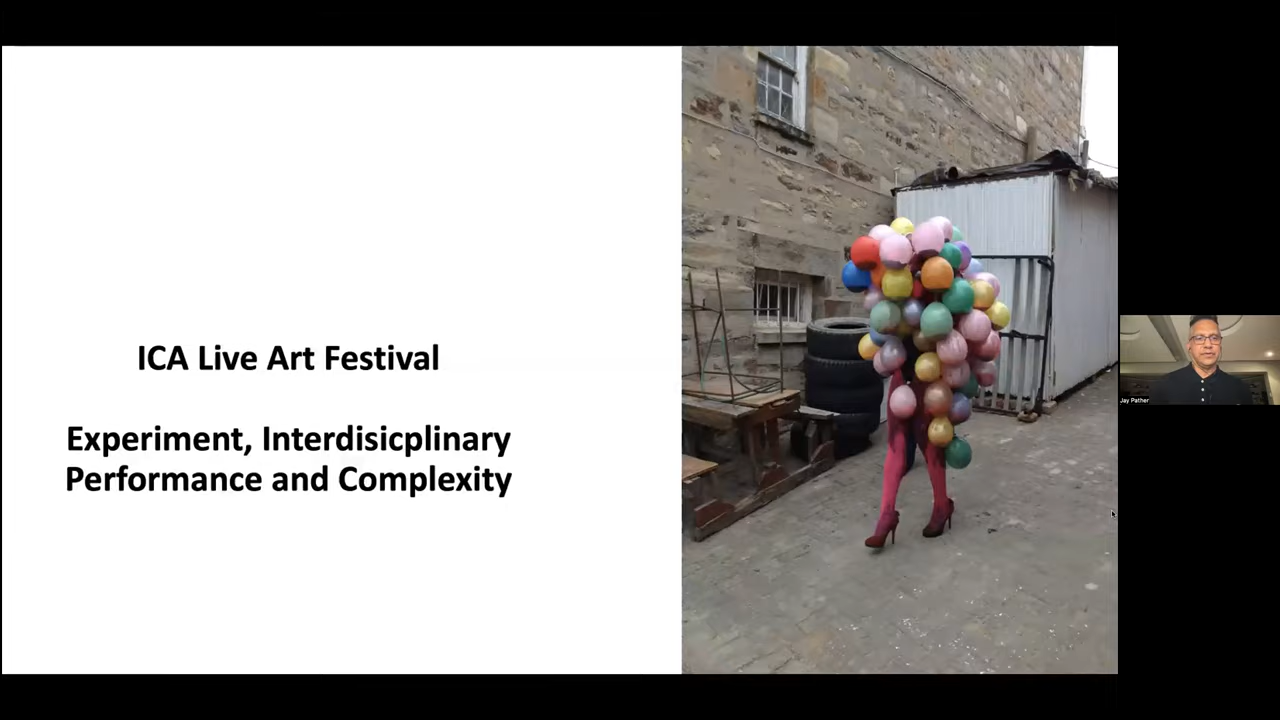 ICA Live Art Festival
Experiment, Interdisicplinary
Performance and Complexity
Jay Pather